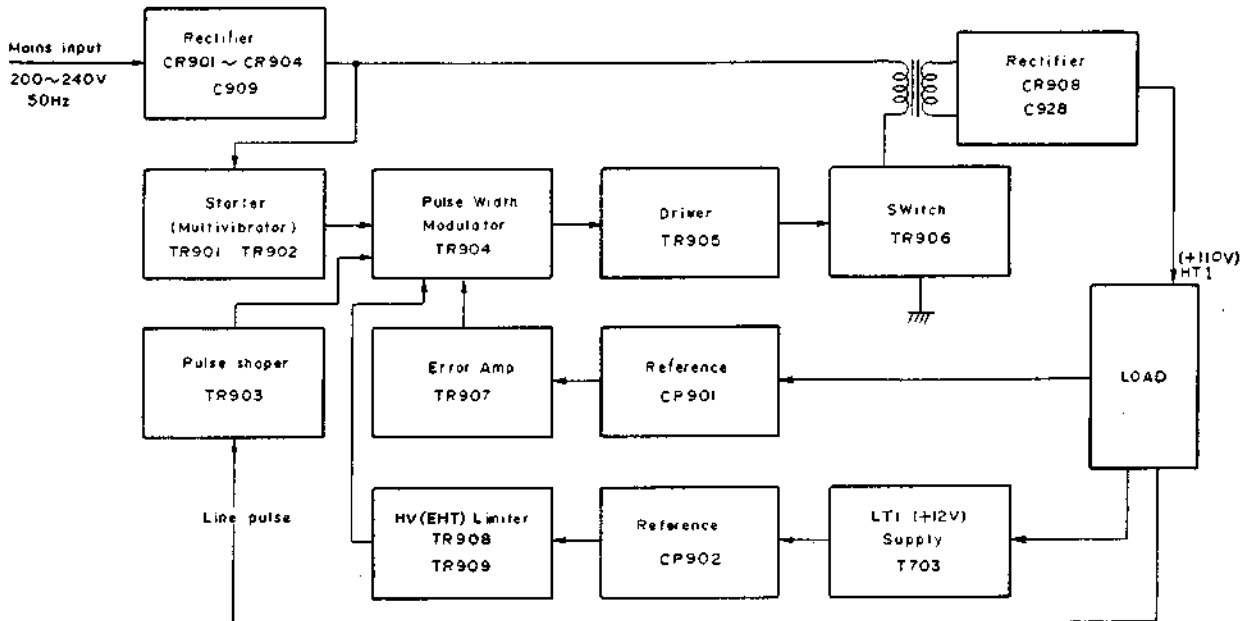 Mains input
200~240V
50Hz
Rectifier
CR901 ~ CR904
C909
Rectifier
CR908
C928
Starter
(Multivibrator)
TR901 TR902
Pulse Width
Modulator
TR904
Driver
TR905
SWitch
TR906
(+110V)
HT1
Pulse shaper
TR903
Error Amp
TR907
Reference
CP901
LOAD
Line pulse
HV(EHT) Limiter
TR908
TR909
Reference
CP902
LT1 (+12V)
Supply
T703